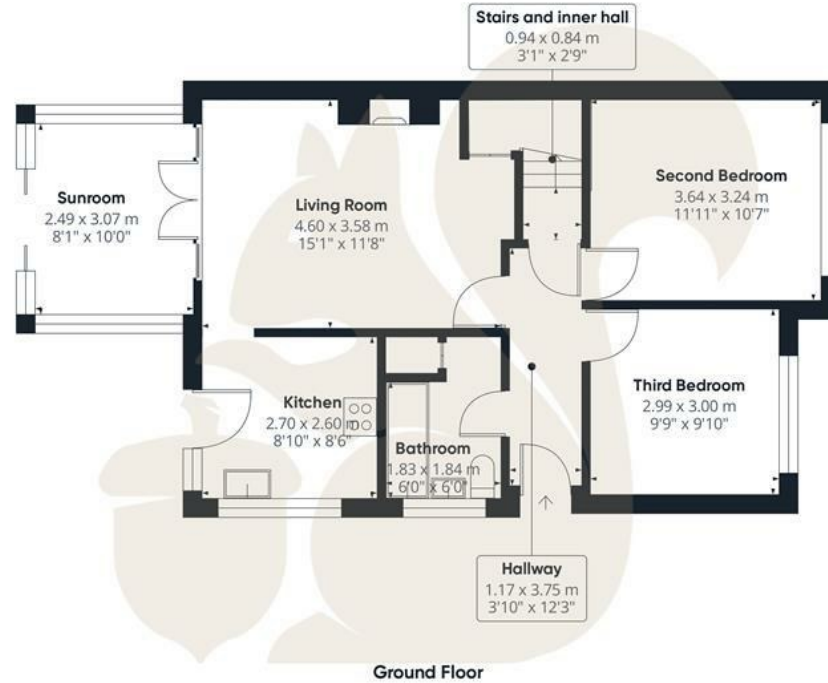 Stairs and inner hall
0.94 x 0.84 m
3'1" x 2'9"
Sunroom
2.49 x 3.07 m
8'1" x 10'0"
Living Room
4.60 x 3.58 m
15'1" x 11'8"
Second Bedroom
3.64 x 3.24 m
11'11" x 10'7"
Kitchen
2.70 x 2.60 m
8'10" x 8'6"
Bathroom
1.83 x 1.84 m
6'0" x 6'0"
Third Bedroom
2.99 x 3.00 m
9'9" x 9'10"
Hallway
1.17 x 3.75 m
3'10" x 12'3"
Ground Floor